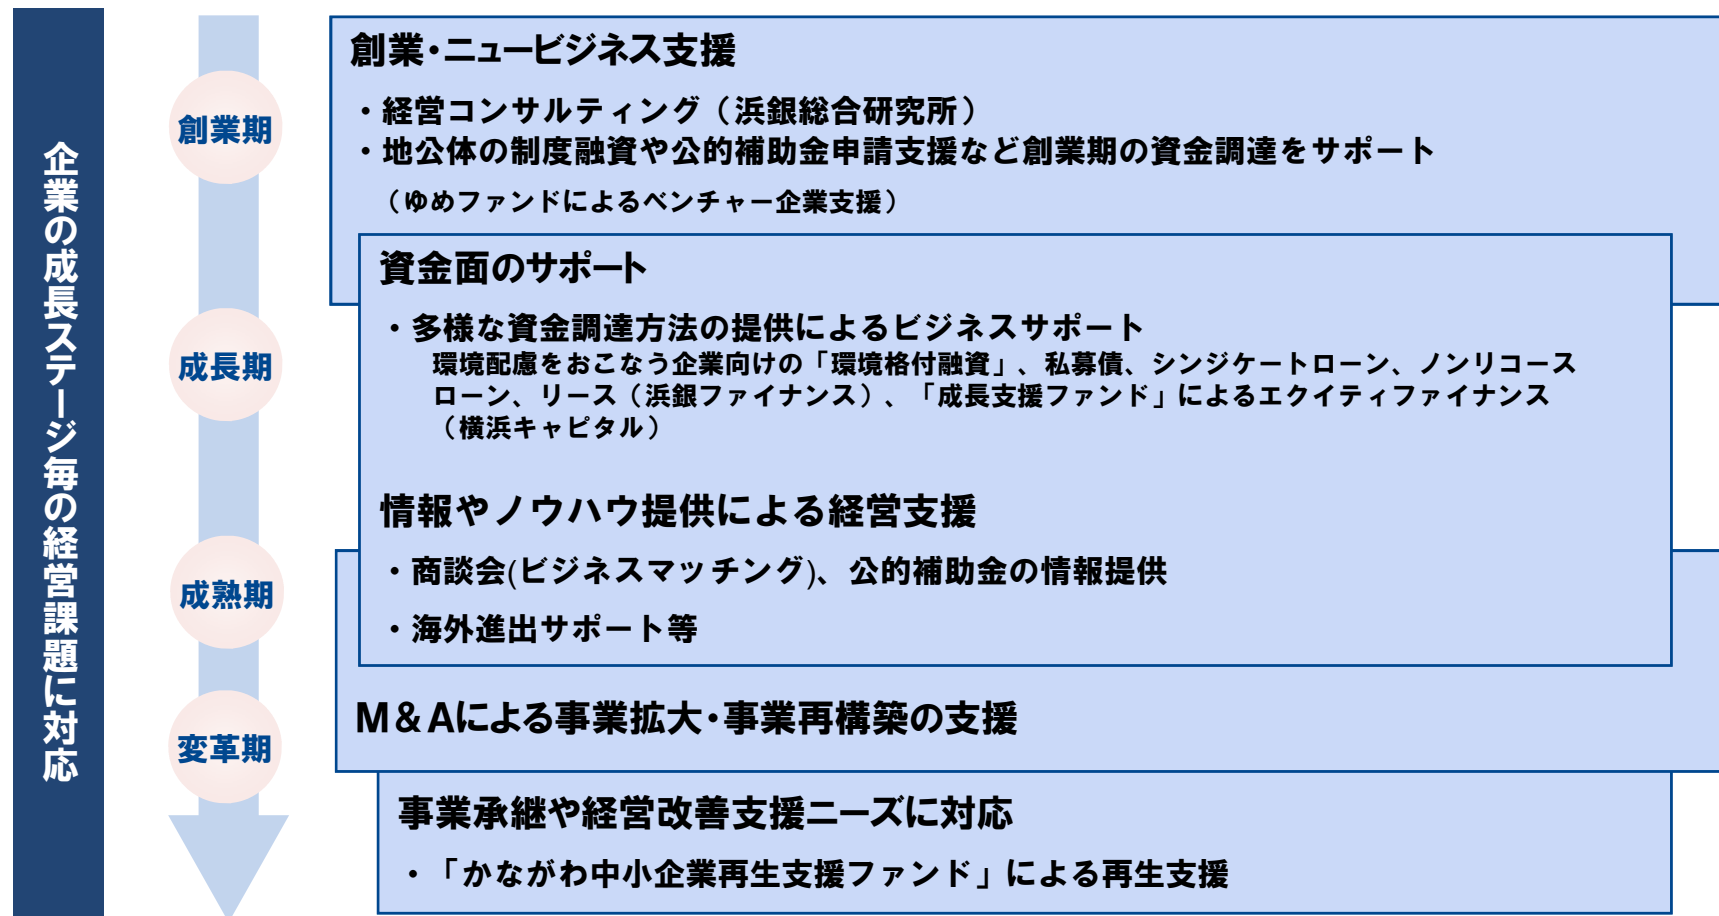 企業の成長ステージ毎の経営課題に対応
創業期
創業・ニュービジネス支援
・経営コンサルティング（浜銀総合研究所）
・地公体の制度融資や公的補助金申請支援など創業期の資金調達をサポート
（ゆめファンドによるベンチャー企業支援）
成長期
資金面のサポート
・多様な資金調達方法の提供によるビジネスサポート
環境配慮をおこなう企業向けの「環境格付融資」、私募債、シンジケートローン、ノンリコース
ローン、リース（浜銀ファイナンス）、「成長支援ファンド」によるエクイティファイナンス
（横浜キャピタル）
情報やノウハウ提供による経営支援
成熟期
・商談会(ビジネスマッチング)、公的補助金の情報提供
・海外進出サポート等
変革期
M&Aによる事業拡大・事業再構築の支援
事業承継や経営改善支援ニーズに対応
・「かながわ中小企業再生支援ファンド」による再生支援